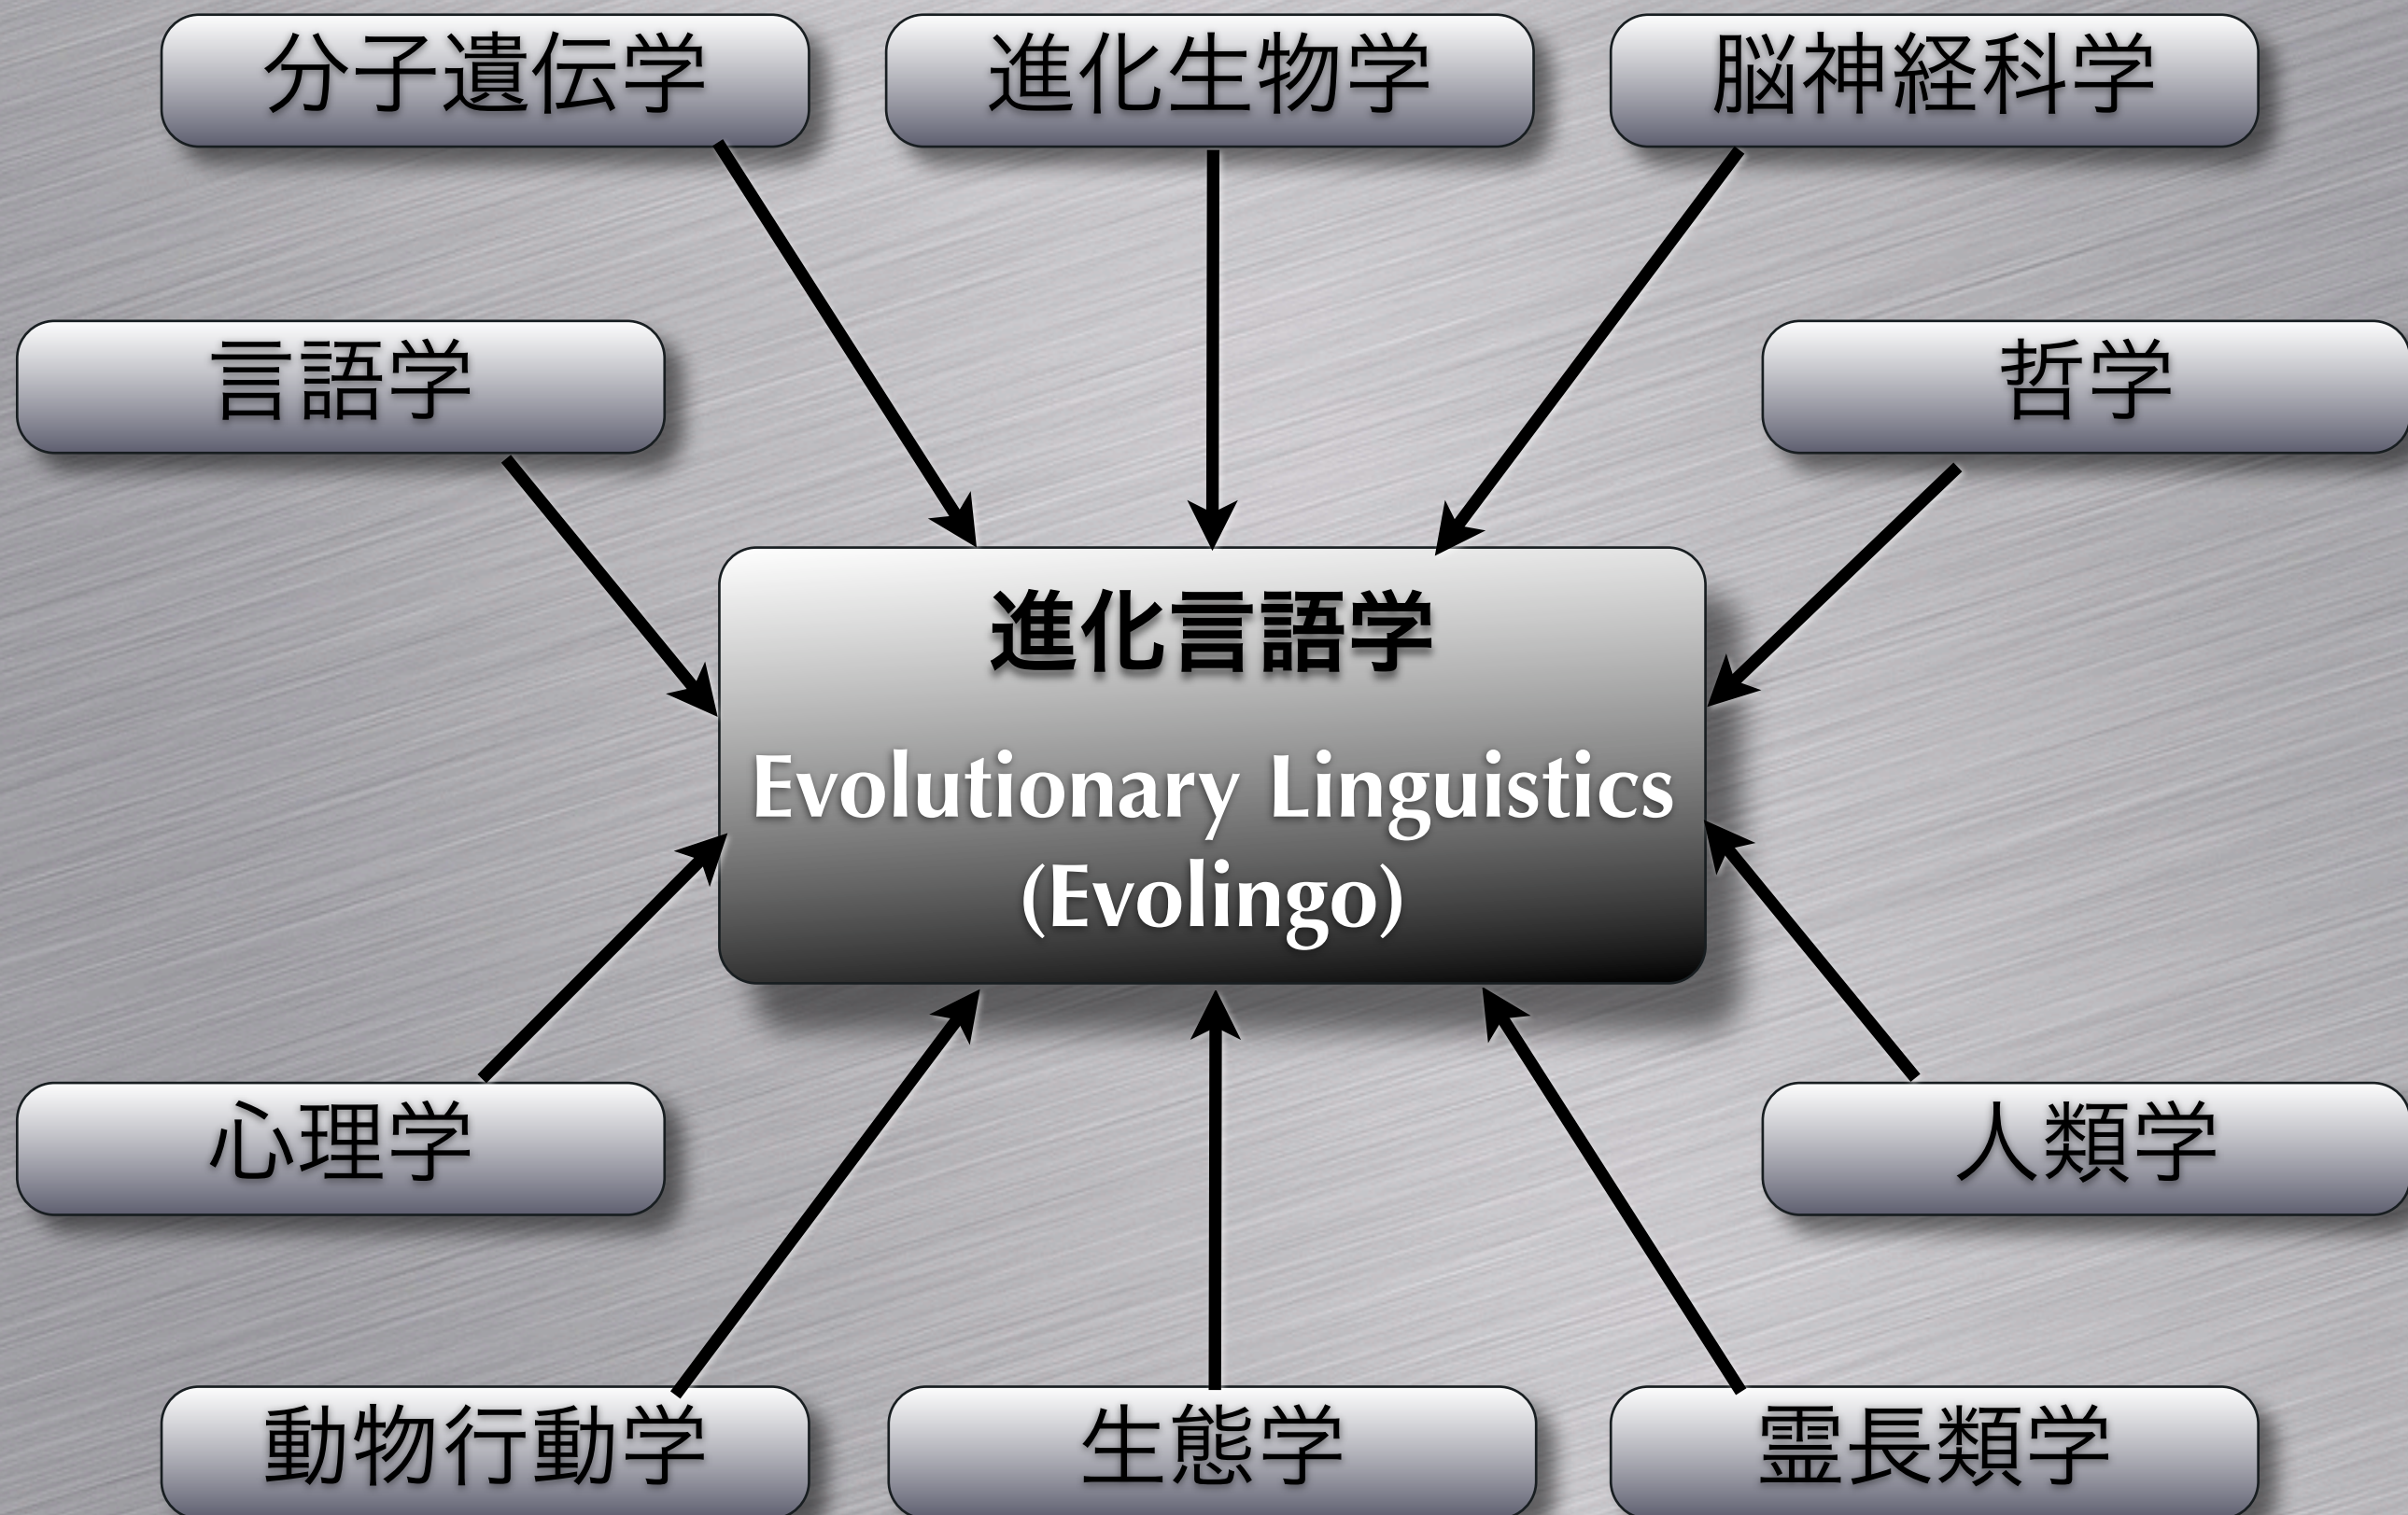 分子遺伝学
進化生物学
脳神経科学
言語学
哲学
進化言語学
Evolutionary Linguistics
(Evolingo)
心理学
人類学
動物行動学
生態学
霊長類学